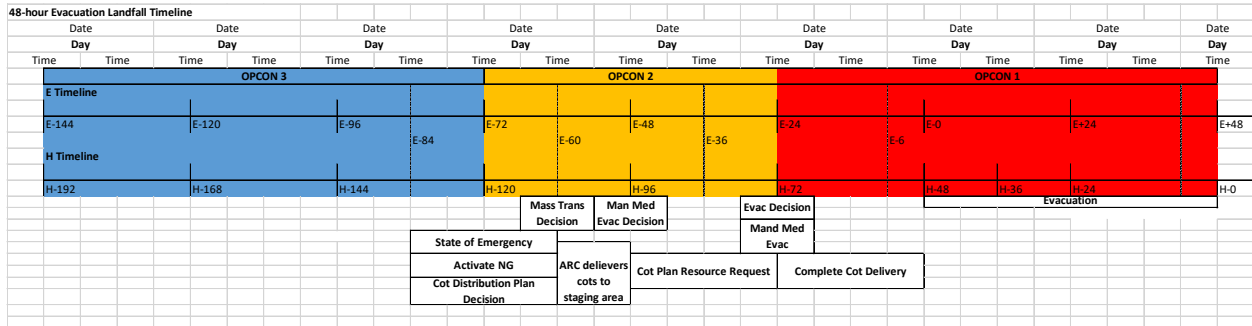 48-hour Evacuation Landfall Timeline
Date Date Date Date Date Date Date Date Date
Day Day Day Day Day Day Day Day Day
Time Time Time Time Time Time Time Time Time Time Time Time Time Time Time Time Time
OPCON 3 OPCON 2 OPCON 1
E Timeline
E-144 E-120 E-96 E-72 E-48 E-24 E-0 E+24 E+48
E-84 E-60 E-36 E-6
H Timeline
H-192 H-168 H-144 H-120 H-96 H-72 H-48 H-36 H-24 H-0
Evacuation
Mass Trans
Decision
Man Med
Evac Decision
Evac Decision
Mand Med
Evac
State of Emergency
Activate NG
Cot Distribution Plan
Decision
ARC delievers
cots to
staging area
Cot Plan Resource Request
Complete Cot Delivery